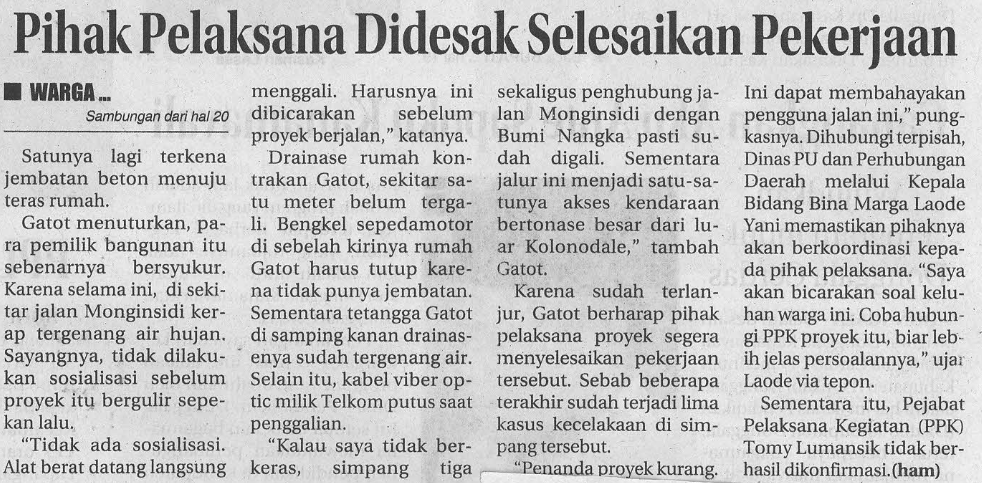 Pihak Pelaksana Didesak Selesaikan Pekerjaan
■ WARGA ...
Sambungan dari hal 20
Satunya lagi terkena
jembatan beton menuju
teras rumah.
Gatot menuturkan, pa-
ra pemilik bangunan itu
sebenarnya bersyukur.
Karena selama ini, di seki-
tar jalan Monginsidi ker-
ap tergenang air hujan.
Sayangnya, tidak dilaku-
kan sosialisasi sebelum
proyek itu bergulir sepe-
kan lalu.
"Tidak ada sosialisasi.
Alat berat datang langsung
menggali. Harusnya ini
dibicarakan sebelum
proyek berjalan," katanya.
Drainase rumah kon-
trakan Gatot, sekitar sa-
tu meter belum terga-
li. Bengkel sepedamotor
di sebelah kirinya rumah
Gatot harus tutup kare-
na tidak punya jembatan.
Sementara tetangga Gatot
di samping kanan drainas-
enya sudah tergenang air.
Selain itu, kabel viber op-
tic milik Telkom putus saat
penggalian.
"Kalau saya tidak ber-
keras, simpang tiga
sekaligus penghubung ja-
lan Monginsidi dengan
Bumi Nangka pasti su-
dah digali. Sementara
jalur ini menjadi satu-sa-
tunya akses kendaraan
bertonase besar dari lu-
ar Kolonodale," tambah
Gatot.
Karena sudah terlan-
jur, Gatot berharap pihak
pelaksana proyek segera
menyelesaikan pekerjaan
tersebut. Sebab beberapa
terakhir sudah terjadi lima
kasus kecelakaan di sim-
pang tersebut.
"Penanda proyek kurang.
Ini dapat membahayakan
pengguna jalan ini," pung-
kasnya. Dihubungi terpisah,
Dinas PU dan Perhubungan
Daerah melalui Kepala
Bidang Bina Marga Laode
Yani memastikan pihaknya
akan berkoordinasi kepa-
da pihak pelaksana. "Saya
akan bicarakan soal kelu-
han warga ini. Coba hubun-
gi PPK proyek itu, biar leb-
ih jelas persoalannya," ujar
Laode via tepon.
Sementara itu, Pejabat
Pelaksana Kegiatan (PPK)
Tomy Lumansik tidak ber-
hasil dikonfirmasi.(ham)